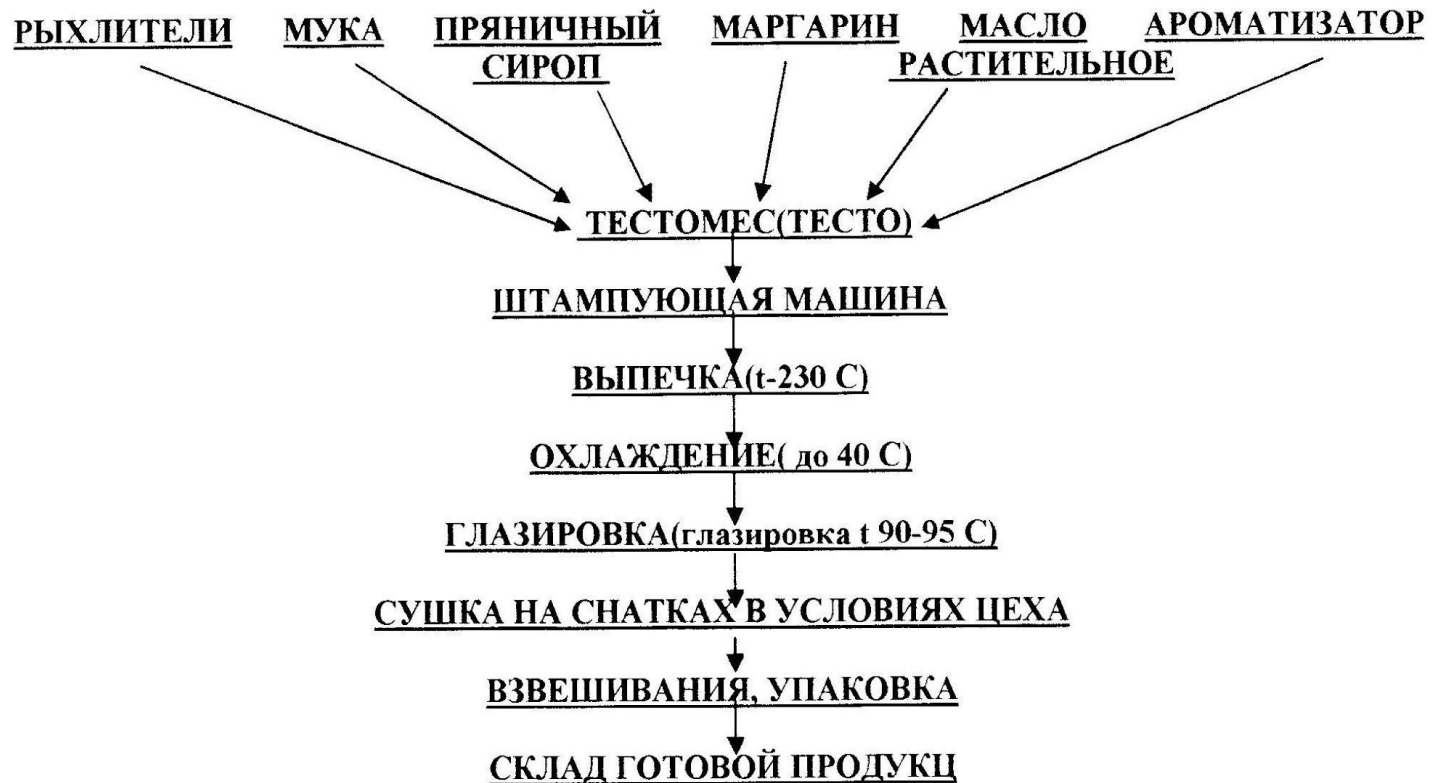 РЫХЛИТЕЛИ МУКА ПРЯНИЧНЫЙ МАРГАРИН МАСЛО АРОМАТИЗАТОР
СИРОП РАСТИТЕЛЬНОЕ
ТЕСТОМЕС(ТЕСТО)
ШТАМПУЮЩАЯ МАШИНА
ВЫПЕЧКА(t-230 С)
ОХЛАЖДЕНИЕ( до 40 С)
ГЛАЗИРОВКА(глазировка t 90-95 С)
СУШКА НА СНАТКАХ В УСЛОВИЯХ ЦЕХА
ВЗВЕШИВАНИЯ, УПАКОВКА
СКЛАД ГОТОВОЙ ПРОДУКЦ